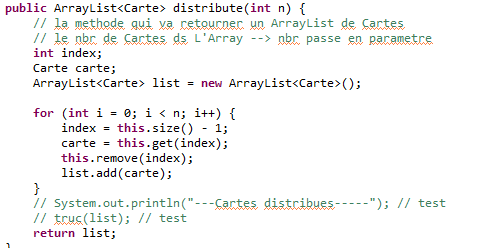 public ArrayList<Carte> distribute(int n) {
// la methode qui va retourner un ArrayList de Cartes
// le nbr de Cartes ds L'Array --> nbr passe en parametre
int index;
Carte carte;
ArrayList<Carte> list = new ArrayList<Carte>();
for (int i = 0; i < n; i++) {
index = this.size() - 1;
carte = this.get(index);
this.remove(index);
list.add(carte);
}
// System.out.println("---Cartes distribues-----"); // test
// truc(list); // test
return list;
}